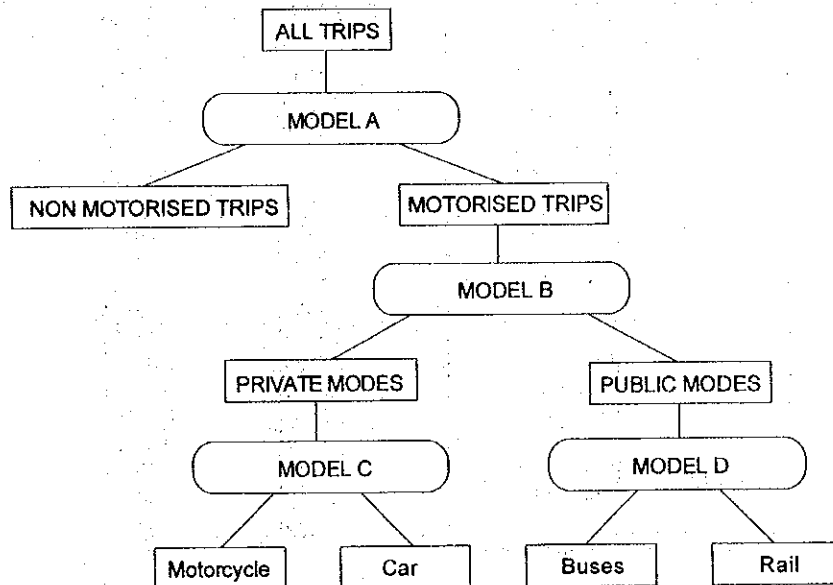 ALL TRIPS
MODEL A
NON MOTORISED TRIPS
MOTORISED TRIPS
MODEL B
PRIVATE MODES
PUBLIC MODES
MODEL C
MODEL D
Motorcycle
Car
Buses
Rail